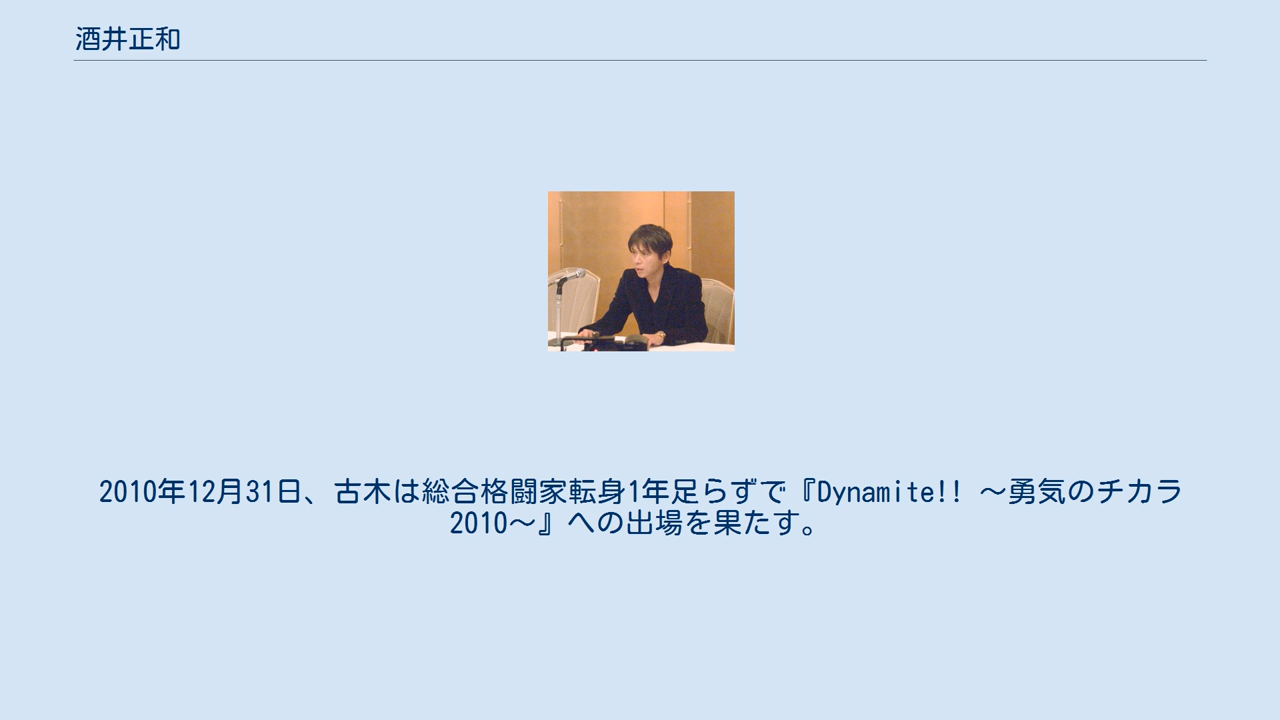 酒井正和
2010年12月31日、古木は総合格闘家転身1年足らずで『Dynamite!! ～勇気のチカラ
2010～』への出場を果たす。